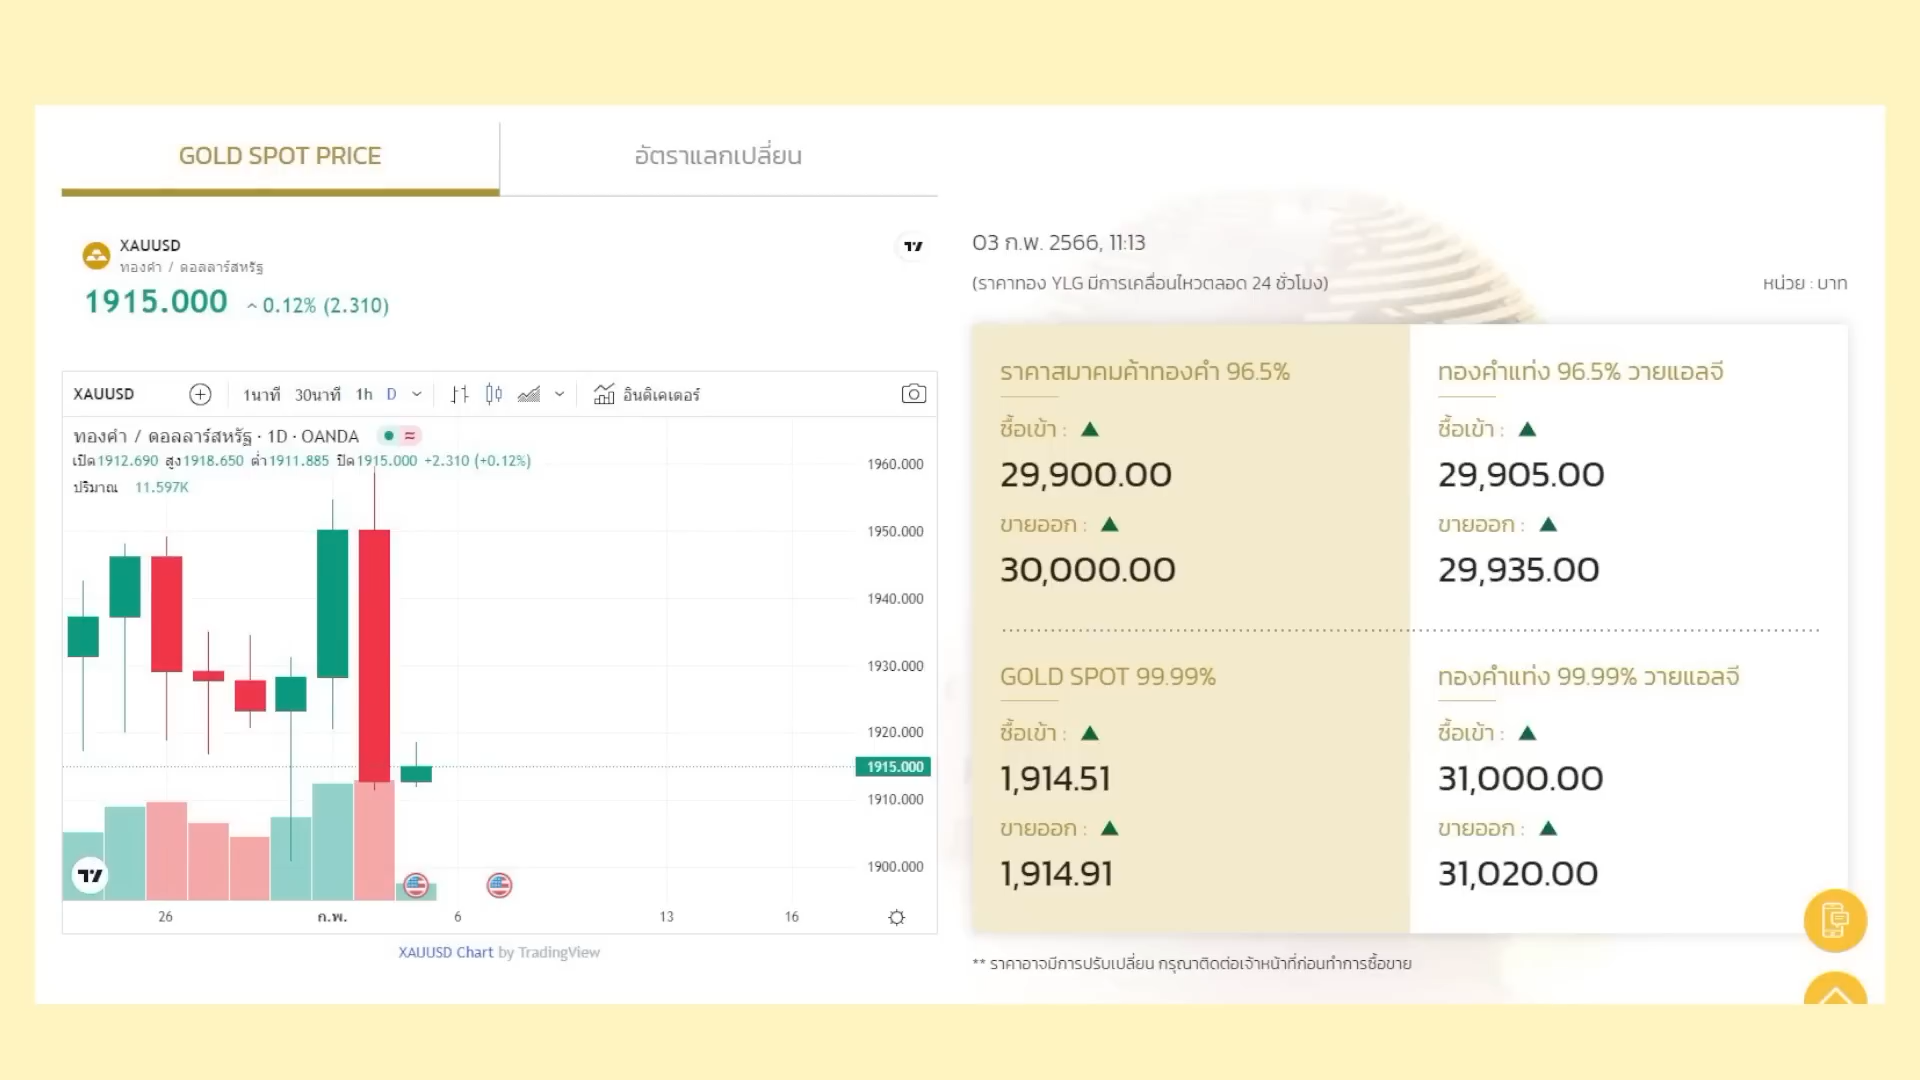 GOLD SPOT PRICE
อัตราแลกเปลี่ยน
XAUUSD
ทองคำ / ดอลลาร์สหรัฐ
1915.000 0.12% (2.310)
XAUUSD 1นาที 30นาที 1h D อินดิเคเตอร์
ทองคำ / ดอลลาร์สหรัฐ · 1D · OANDA
เปิด1912.690 สูง1918.650 ต่ำ1911.885 ปิด1915.000 +2.310 (+0.12%)
ปริมาณ 11.597K
1960.000
1950.000
1940.000
1930.000
1920.000
1915.000
1910.000
1900.000
26 ก.พ. 6 13 16
XAUUSD Chart by TradingView
03 ก.พ. 2566, 11:13
(ราคาทอง YLG มีการเคลื่อนไหวตลอด 24 ชั่วโมง)
หน่วย : บาท
ราคาสมาคมค้าทองคำ 96.5%
ซื้อเข้า : ▲
29,900.00
ขายออก : ▲
30,000.00
ทองคำแท่ง 96.5% วายแอลจี
ซื้อเข้า : ▲
29,905.00
ขายออก : ▲
29,935.00
GOLD SPOT 99.99%
ซื้อเข้า : ▲
1,914.51
ขายออก : ▲
1,914.91
ทองคำแท่ง 99.99% วายแอลจี
ซื้อเข้า : ▲
31,000.00
ขายออก : ▲
31,020.00
** ราคาอาจมีการปรับเปลี่ยน กรุณาติดต่อเจ้าหน้าที่ก่อนทำการซื้อขาย